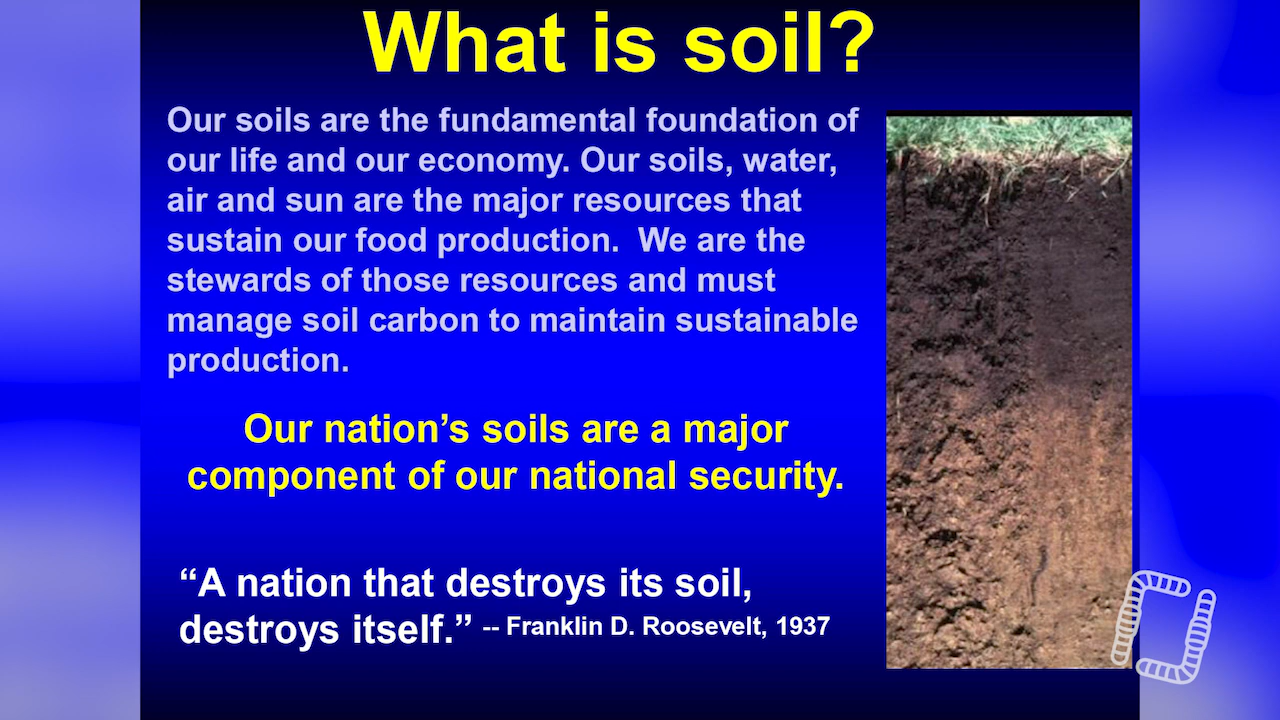 What is soil?
Our soils are the fundamental foundation of
our life and our economy. Our soils, water,
air and sun are the major resources that
sustain our food production.  We are the
stewards of those resources and must
manage soil carbon to maintain sustainable
production.
Our nation’s soils are a major
component of our national security.
“A nation that destroys its soil,
destroys itself.” -- Franklin D. Roosevelt, 1937